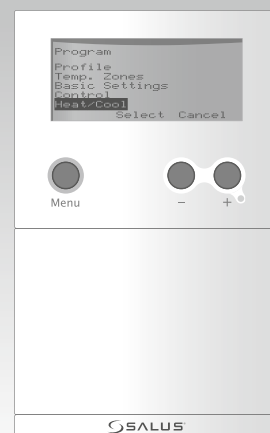 Program
Profile
Temp. Zones
Basic Settings
Control
Heat/Cool
Select Cancel
Menu - +
SALUS